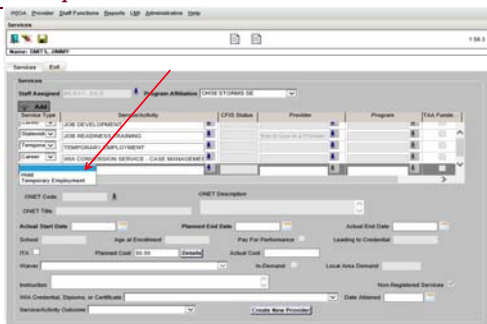 WIOA Provider Staff Functions Reports LMI Administrative Help
Services
1.58.3
Name: SMITS, JIMMY
Services Exit
Services
Staff Assigned Program Affiliation OH09 STORMS SE
Add
Service Type Service/Activity CFIS Status Provider Program TAA Funde...
Career JOB DEVELOPMENT
Statewid JOB READINESS TRAINING
Tempora TEMPORARY EMPLOYMENT
Career WIA CONVERSION SERVICE - CASE MANAGEMENT
Temporary Employment
ONET Code ONET Description
ONET Title
Actual Start Date Planned End Date Actual End Date
School Age at Enrollment Pay For Performance Leading to Credential
ITA Planned Cost $0.00 Details Actual Cost
Waiver In-Demand Local Area Demand
Instruction Non-Registered Services
WIA Credential, Diploma, or Certificate Date Attained
Service/Activity Outcome Create New Provider